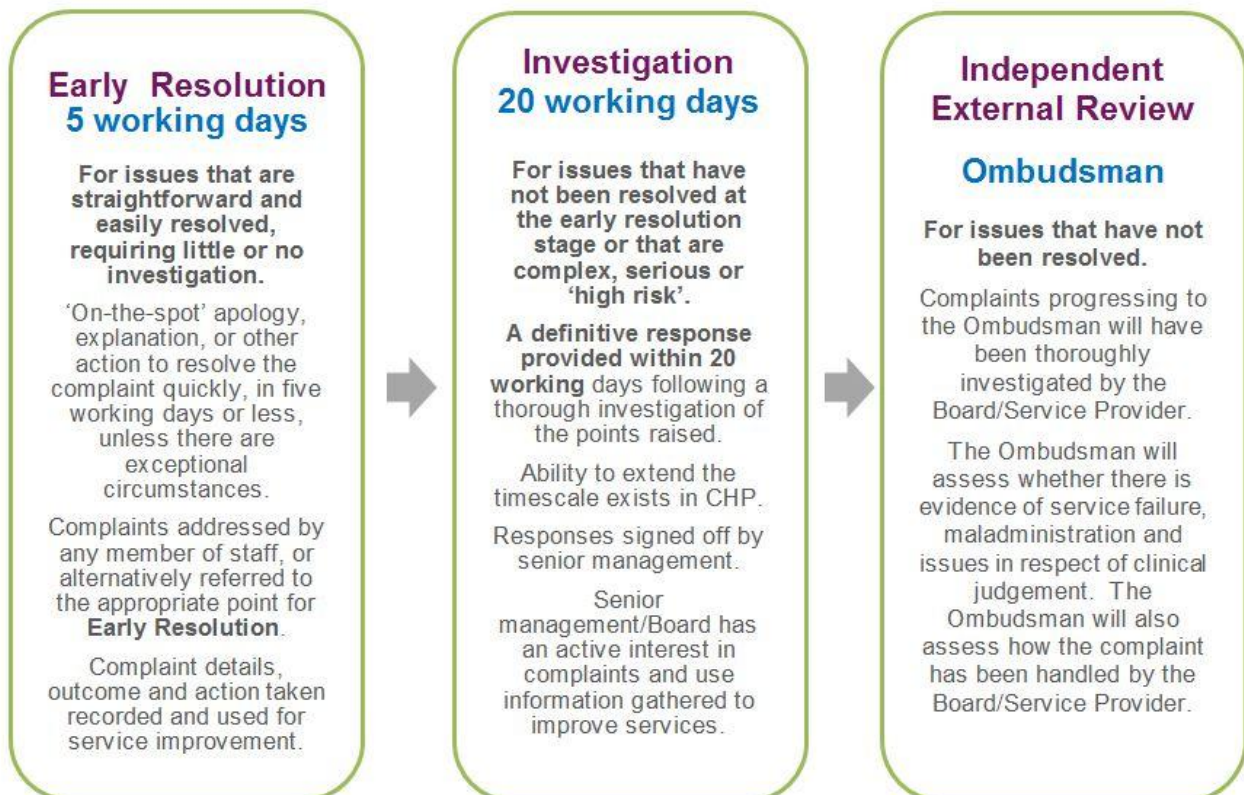 Early Resolution
5 working days
For issues that are
straightforward and
easily resolved,
requiring little or no
investigation.
‘On-the-spot’ apology,
explanation, or other
action to resolve the
complaint quickly, in five
working days or less,
unless there are
exceptional
circumstances.
Complaints addressed by
any member of staff, or
alternatively referred to
the appropriate point for
Early Resolution.
Complaint details,
outcome and action taken
recorded and used for
service improvement.
Investigation
20 working days
For issues that have
not been resolved at
the early resolution
stage or that are
complex, serious or
‘high risk’.
A definitive response
provided within 20
working days following a
thorough investigation of
the points raised.
Ability to extend the
timescale exists in CHP.
Responses signed off by
senior management.
Senior
management/Board has
an active interest in
complaints and use
information gathered to
improve services.
Independent
External Review
Ombudsman
For issues that have not
been resolved.
Complaints progressing to
the Ombudsman will have
been thoroughly
investigated by the
Board/Service Provider.
The Ombudsman will
assess whether there is
evidence of service failure,
maladministration and
issues in respect of clinical
judgement. The
Ombudsman will also
assess how the complaint
has been handled by the
Board/Service Provider.